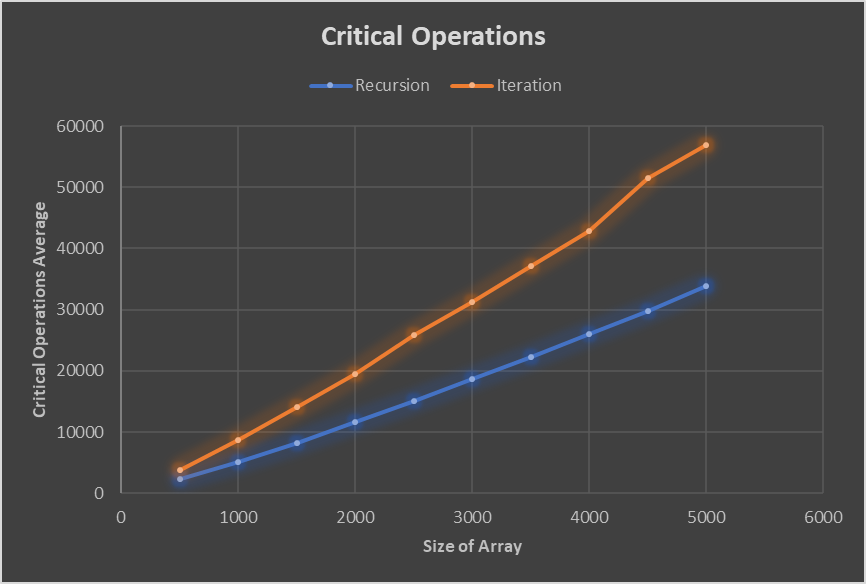 Critical Operations
Recursion Iteration
60000
50000
40000
30000
20000
10000
0
Critical Operations Average
0 1000 2000 3000 4000 5000 6000
Size of Array